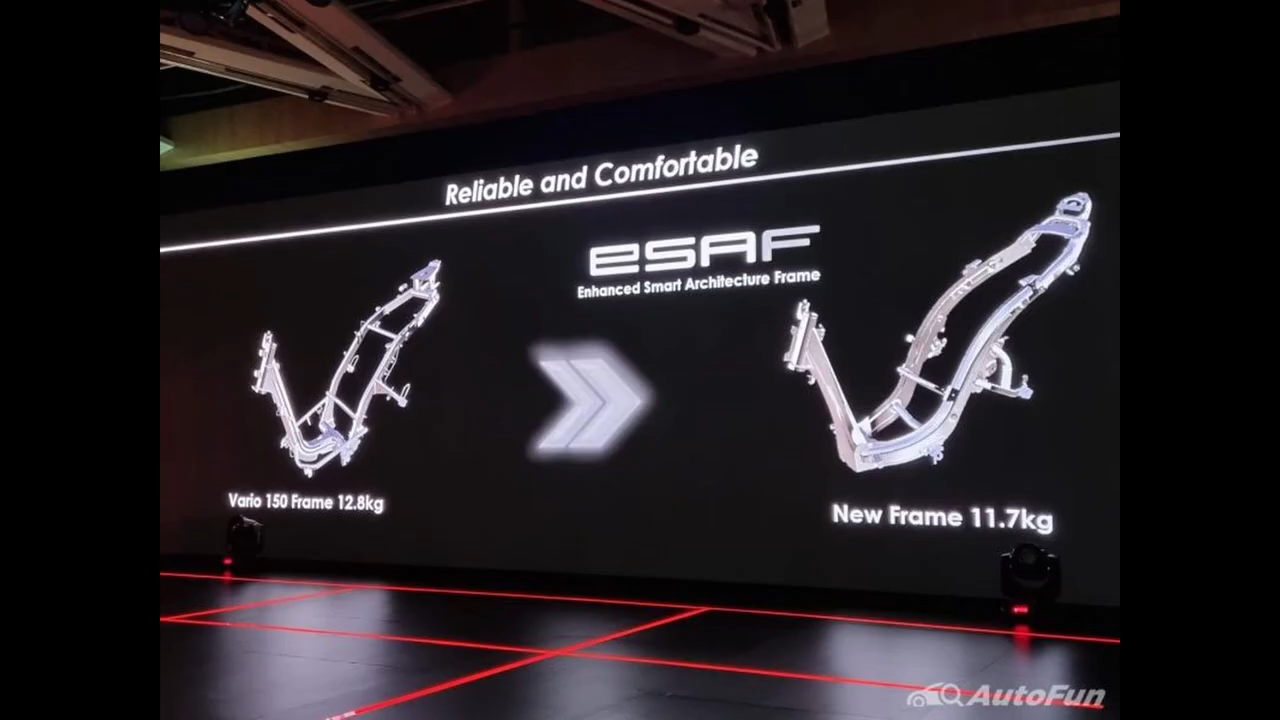 Reliable and Comfortable
eSAF
Enhanced Smart Architecture Frame
Vario 150 Frame 12.8kg
New Frame 11.7kg
AutoFun